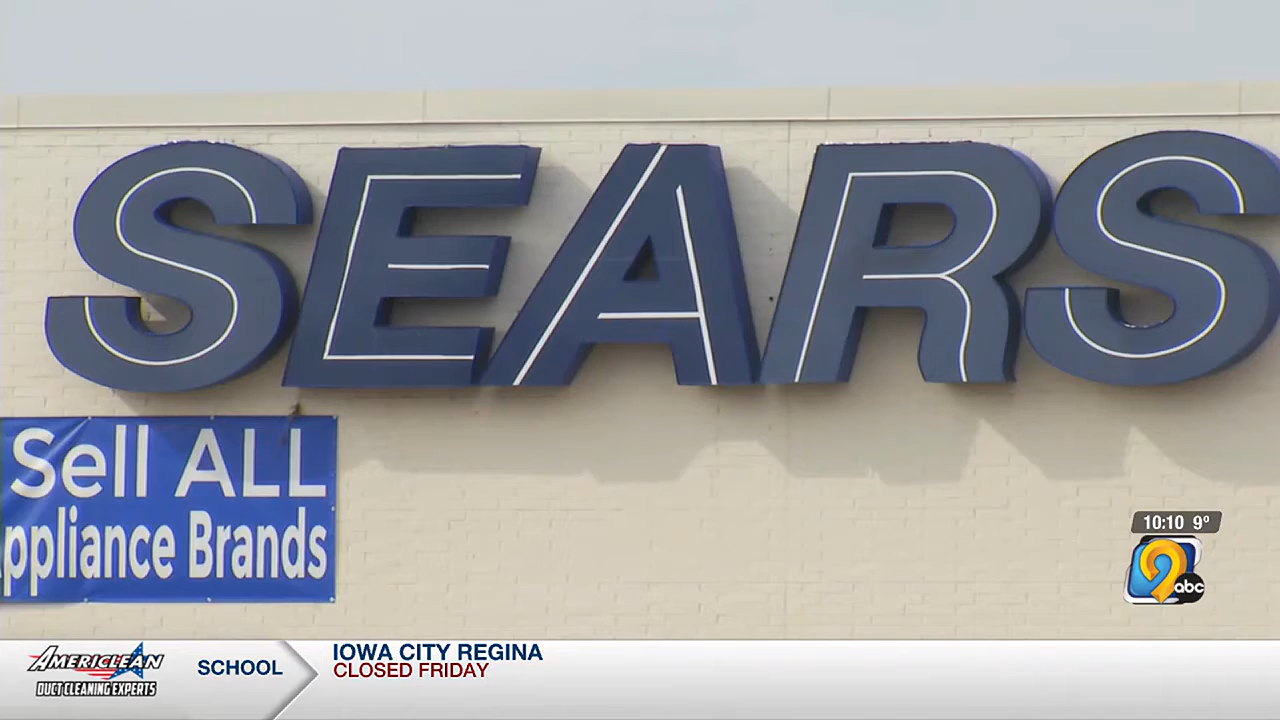 SEARS
Sell ALL
ppliance Brands
10:10 9º
9
abc
AMERICLEAN
DUCT CLEANING EXPERTS
SCHOOL
IOWA CITY REGINA
CLOSED FRIDAY